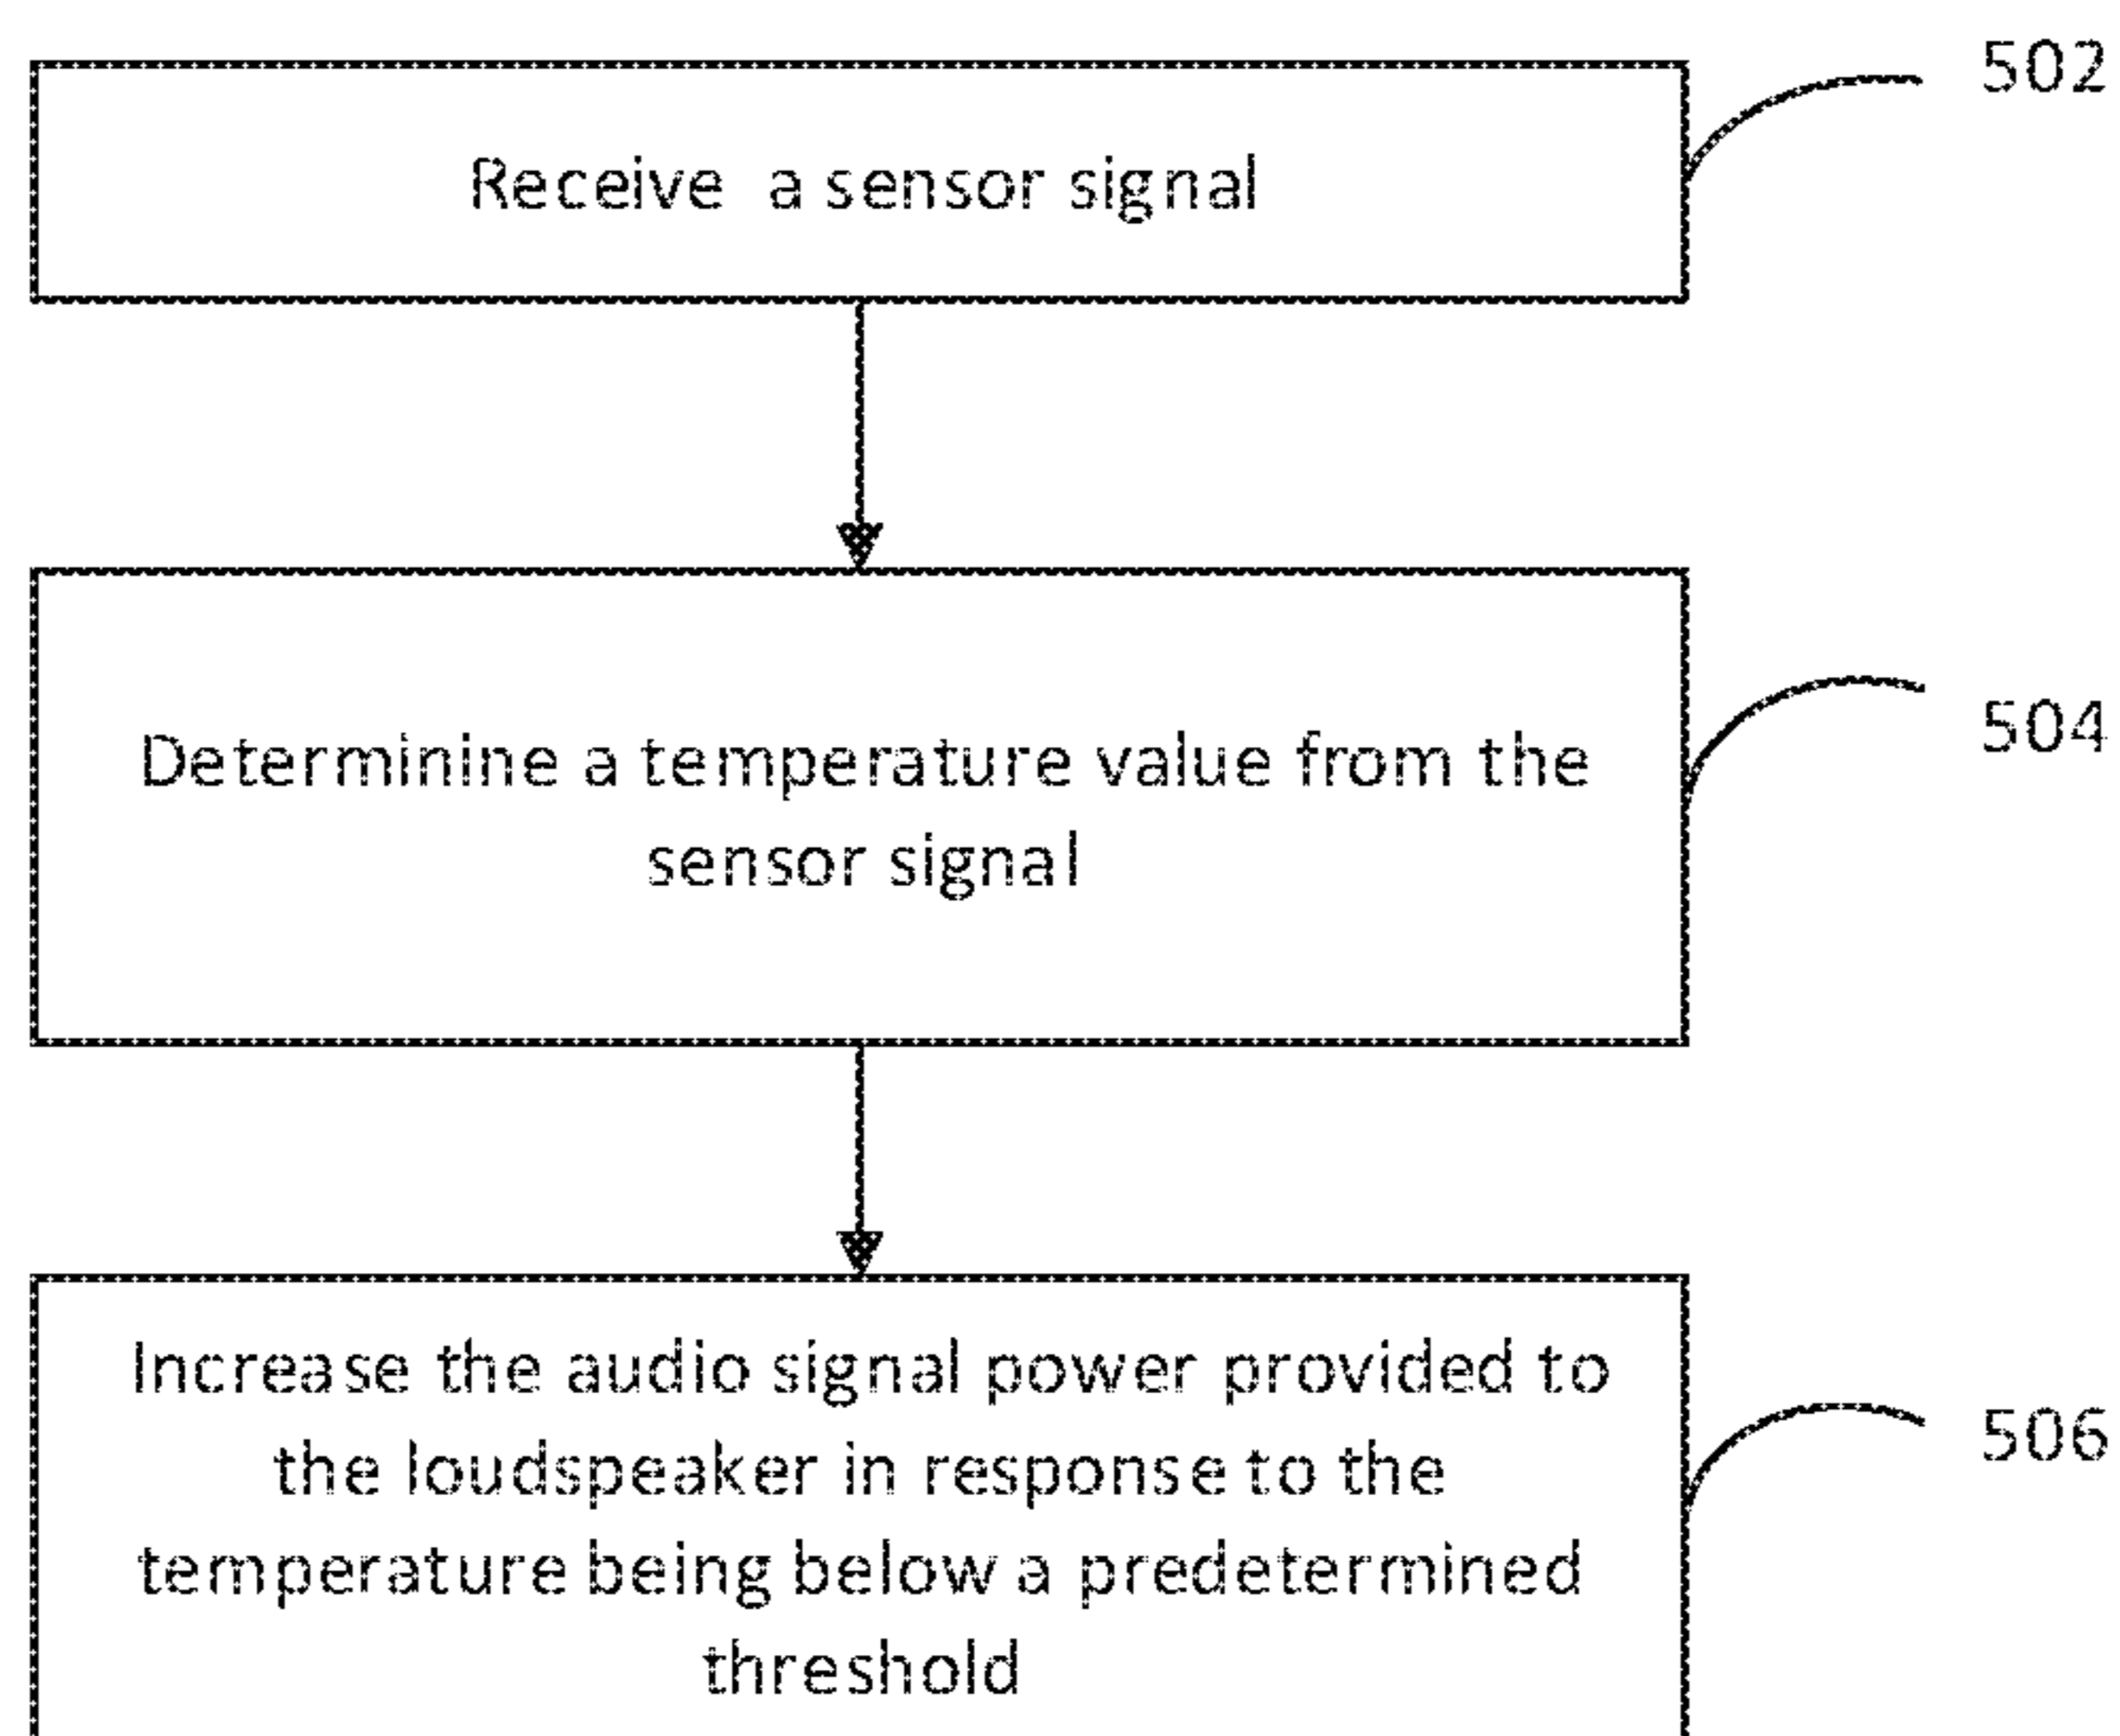 502
Receive a sensor signal
504
Determinine a temperature value from the
sensor signal
Increase the audio signal power provided to
506
the loudspeaker in response to the
temperature being below a predetermined
threshold